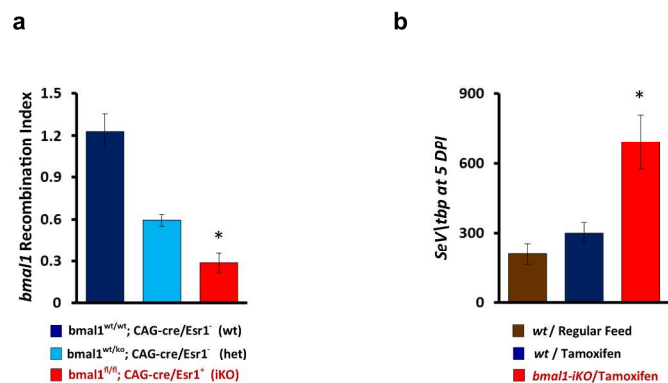 a
b
bmal1 Recombination Index
1.5
1.2
0.6
0.3
0
*
bmal1wt/wt; CAG-cre/Esr1- (wt)
bmal1wt/ko; CAG-cre/Esr1- (het)
bmal1fl/fl; CAG-cre/Esr1+ (iKO)
SeV\tbp at 5 DPI
900
600
300
0
*
wt / Regular Feed
wt / Tamoxifen
bmal1-iKO/Tamoxifen